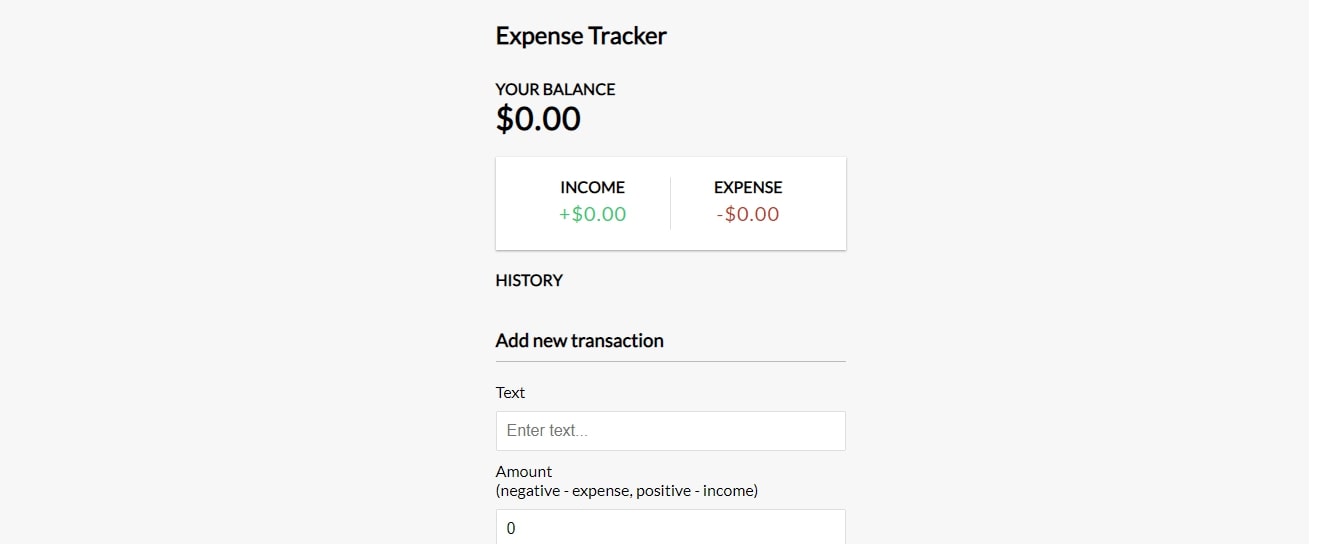 Expense Tracker
YOUR BALANCE
$0.00
INCOME EXPENSE
+$0.00 -$0.00
HISTORY
Add new transaction
Text
Enter text...
Amount
(negative - expense, positive - income)
0